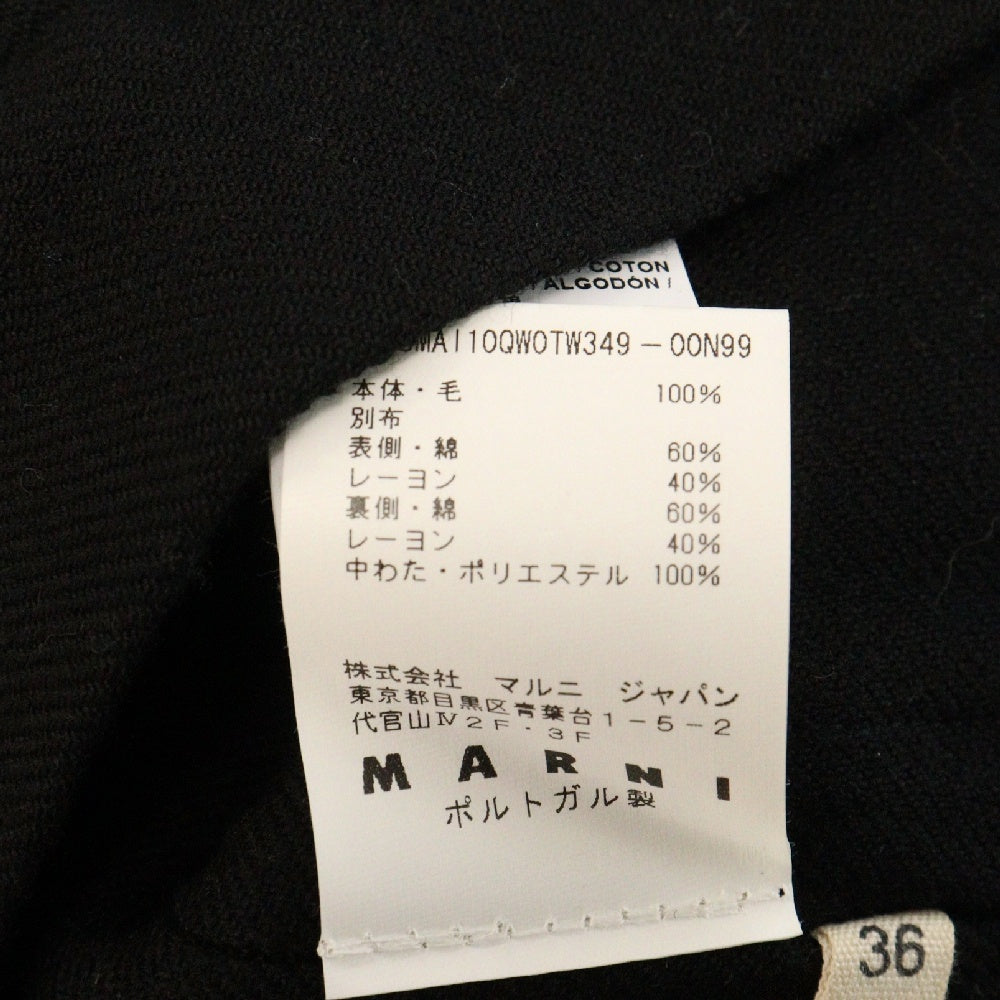 /COTON
ALGODÓN/
MAI10QW0TW349-00N99
本体・毛 100%
別布
表側・綿 60%
レーヨン 40%
裏側・綿 60%
レーヨン 40%
中わた・ポリエステル 100%
株式会社 マルニ ジャパン
東京都目黒区青葉台1-5-2
代官山Ⅳ2F・3F
MARNI
ポルトガル製
36